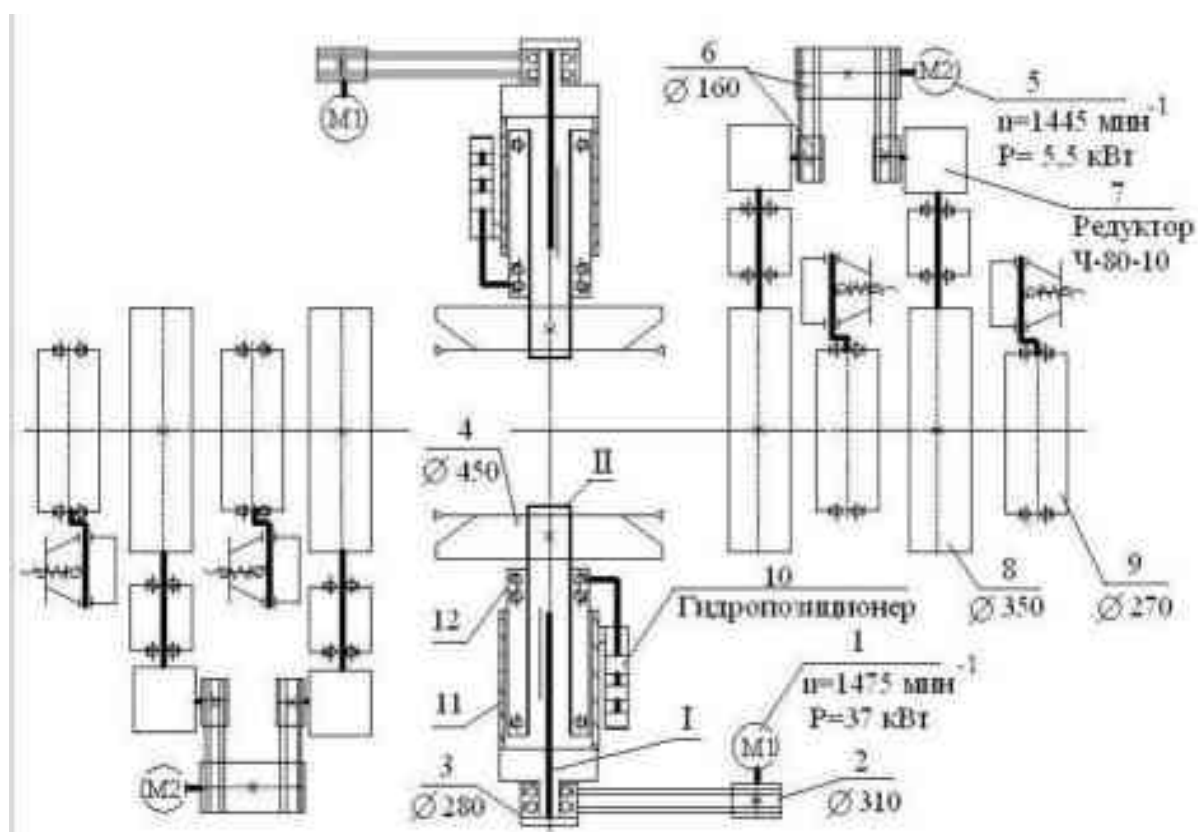 M1
6
∅ 160
M2
5
n=1445 мин⁻¹
P= 5,5 кВт
7
Редуктор
Ч-80-10
4
∅ 450
II
12
10
Гидропозиционер
8
∅ 350
9
∅ 270
1
n=1475 мин⁻¹
P=37 кВт
11
I
M1
M2
3
∅ 280
2
∅ 310